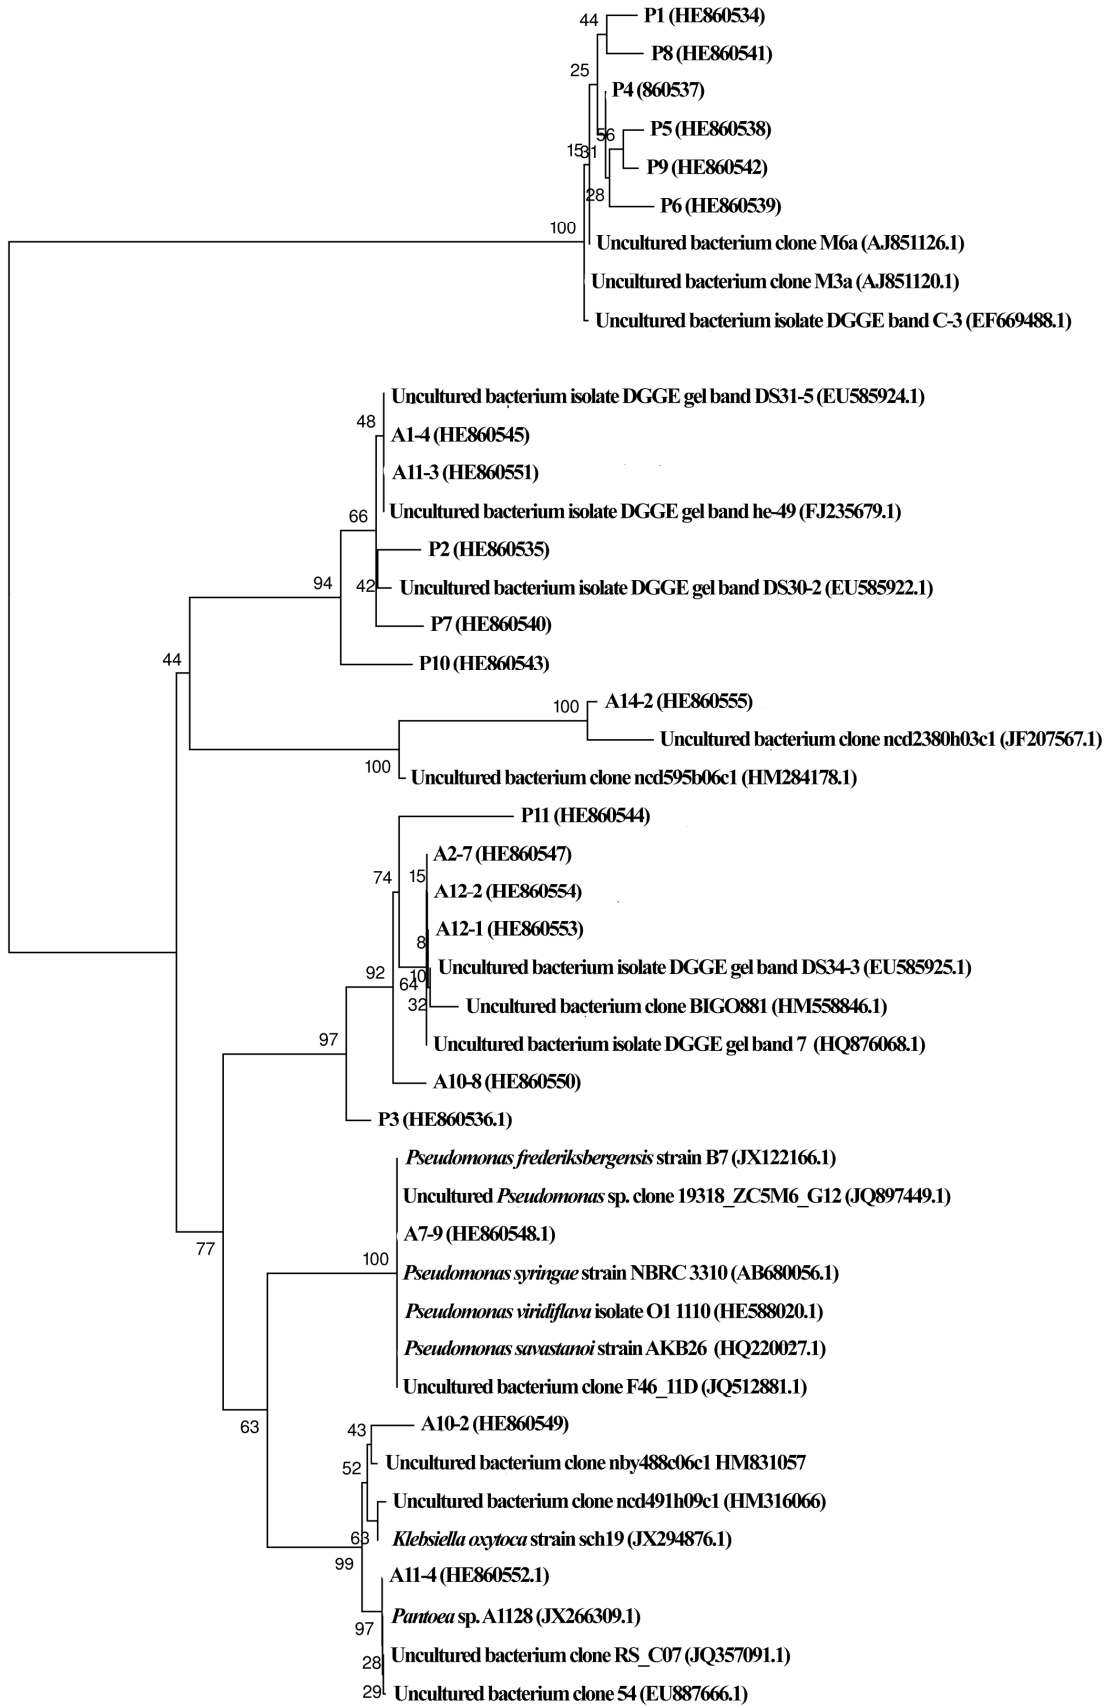 44
P1 (HE860534)
P8 (HE860541)
25
P4 (860537)
P5 (HE860538)
56
P9 (HE860542)
15
31
28
P6 (HE860539)
100
Uncultured bacterium clone M6a (AJ851126.1)
Uncultured bacterium clone M3a (AJ851120.1)
Uncultured bacterium isolate DGGE band C-3 (EF669488.1)
Uncultured bacterium isolate DGGE gel band DS31-5 (EU585924.1)
48
A1-4 (HE860545)
A11-3 (HE860551)
Uncultured bacterium isolate DGGE gel band he-49 (FJ235679.1)
66
P2 (HE860535)
94
42
Uncultured bacterium isolate DGGE gel band DS30-2 (EU585922.1)
P7 (HE860540)
44
P10 (HE860543)
100
A14-2 (HE860555)
Uncultured bacterium clone ncd2380h03c1 (JF207567.1)
100
Uncultured bacterium clone ncd595b06c1 (HM284178.1)
P11 (HE860544)
A2-7 (HE860547)
74
15
A12-2 (HE860554)
A12-1 (HE860553)
8
Uncultured bacterium isolate DGGE gel band DS34-3 (EU585925.1)
92
10
64
32
Uncultured bacterium clone BIGO881 (HM558846.1)
97
Uncultured bacterium isolate DGGE gel band 7 (HQ876068.1)
A10-8 (HE860550)
P3 (HE860536.1)
Pseudomonas frederiksbergensis strain B7 (JX122166.1)
Uncultured Pseudomonas sp. clone 19318_ZC5M6_G12 (JQ897449.1)
A7-9 (HE860548.1)
77
100
Pseudomonas syringae strain NBRC 3310 (AB680056.1)
Pseudomonas viridiflava isolate O1 1110 (HE588020.1)
Pseudomonas savastanoi strain AKB26 (HQ220027.1)
Uncultured bacterium clone F46_11D (JQ512881.1)
63
43
A10-2 (HE860549)
52
Uncultured bacterium clone nby488c06c1 HM831057
Uncultured bacterium clone ncd491h09c1 (HM316066)
63
Klebsiella oxytoca strain sch19 (JX294876.1)
99
A11-4 (HE860552.1)
Pantoea sp. A1128 (JX266309.1)
97
Uncultured bacterium clone RS_C07 (JQ357091.1)
28
29
Uncultured bacterium clone 54 (EU887666.1)